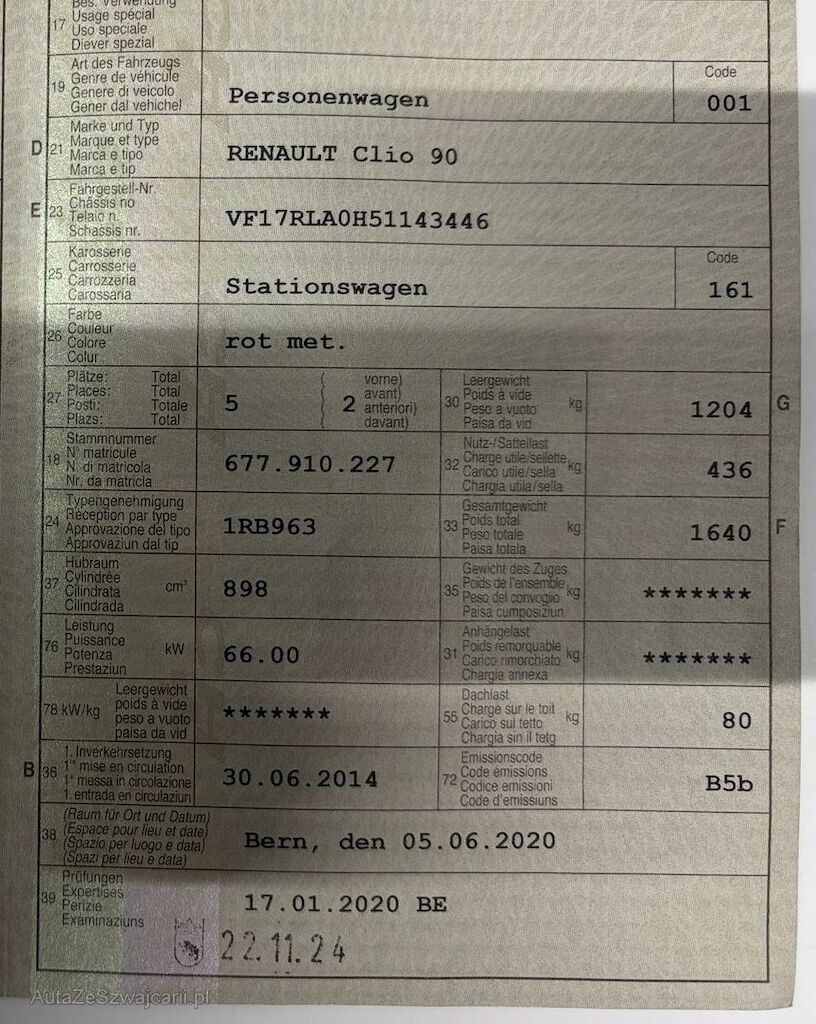 Bes. Verwendung
17 Usage spécial
Uso speciale
Diever spezial
Art des Fahrzeugs
19 Genre de véhicule
Genere di veicolo
Gener dal vehichel
Personenwagen
Code
001
Marke und Typ
D 21 Marque et type
Marca e tipo
Marca e tip
RENAULT Clio 90
Fahrgestell-Nr.
E 23 Châssis no
Telaio n.
Schassis nr.
VF17RLA0H51143446
Karosserie
25 Carrosserie
Carrozzeria
Carossaria
Stationswagen
Code
161
Farbe
26 Couleur
Colore
Colur
rot met.
27 Plätze: Total
Places: Total
Posti: Totale
Plazs: Total
5
( vorne)
( 2 avant)
( anteriori)
( davant)
30 Leergewicht
Poids à vide
Peso a vuoto
Paisa da vid
kg
1204 G
18 Stammnummer
N° matricule
N. di matricola
Nr. da matricla
677.910.227
32 Nutz-/Sattellast
Charge utile/sellette
Carico utile/sella
Chargia utila/sella
kg
436
24 Typengenehmigung
Réception par type
Approvazione del tipo
Approvaziun dal tip
1RB963
33 Gesamtgewicht
Poids total
Peso totale
Paisa totala
kg
1640 F
37 Hubraum
Cylindrée
Cilindrata
Cilindrada
cm³
898
35 Gewicht des Zuges
Poids de l'ensemble
Peso del convoglio
Paisa cumposiziun
kg
*******
76 Leistung
Puissance
Potenza
Prestaziun
kW
66.00
31 Anhängelast
Poids remorquable
Carico rimorchiato
Chargia annexa
kg
*******
78 kW/kg
Leergewicht
poids à vide
peso a vuoto
paisa da vid
*******
55 Dachlast
Charge sur le toit
Carico sul tetto
Chargia sin il tetg
kg
80
B 36 1. Inverkehrsetzung
1re mise en circulation
1a messa in circolazione
1. entrada en circulaziun
30.06.2014
72 Emissionscode
Code émissions
Codice emissioni
Code d'emissiuns
B5b
38 (Raum für Ort und Datum)
(Espace pour lieu et date)
(Spazio per luogo e data)
(Spazi per lieu e data)
Bern, den 05.06.2020
39 Prüfungen
Expertises
Perizie
Examinaziuns
17.01.2020 BE
22.11.24
AutaZeSzwajcarii.pl